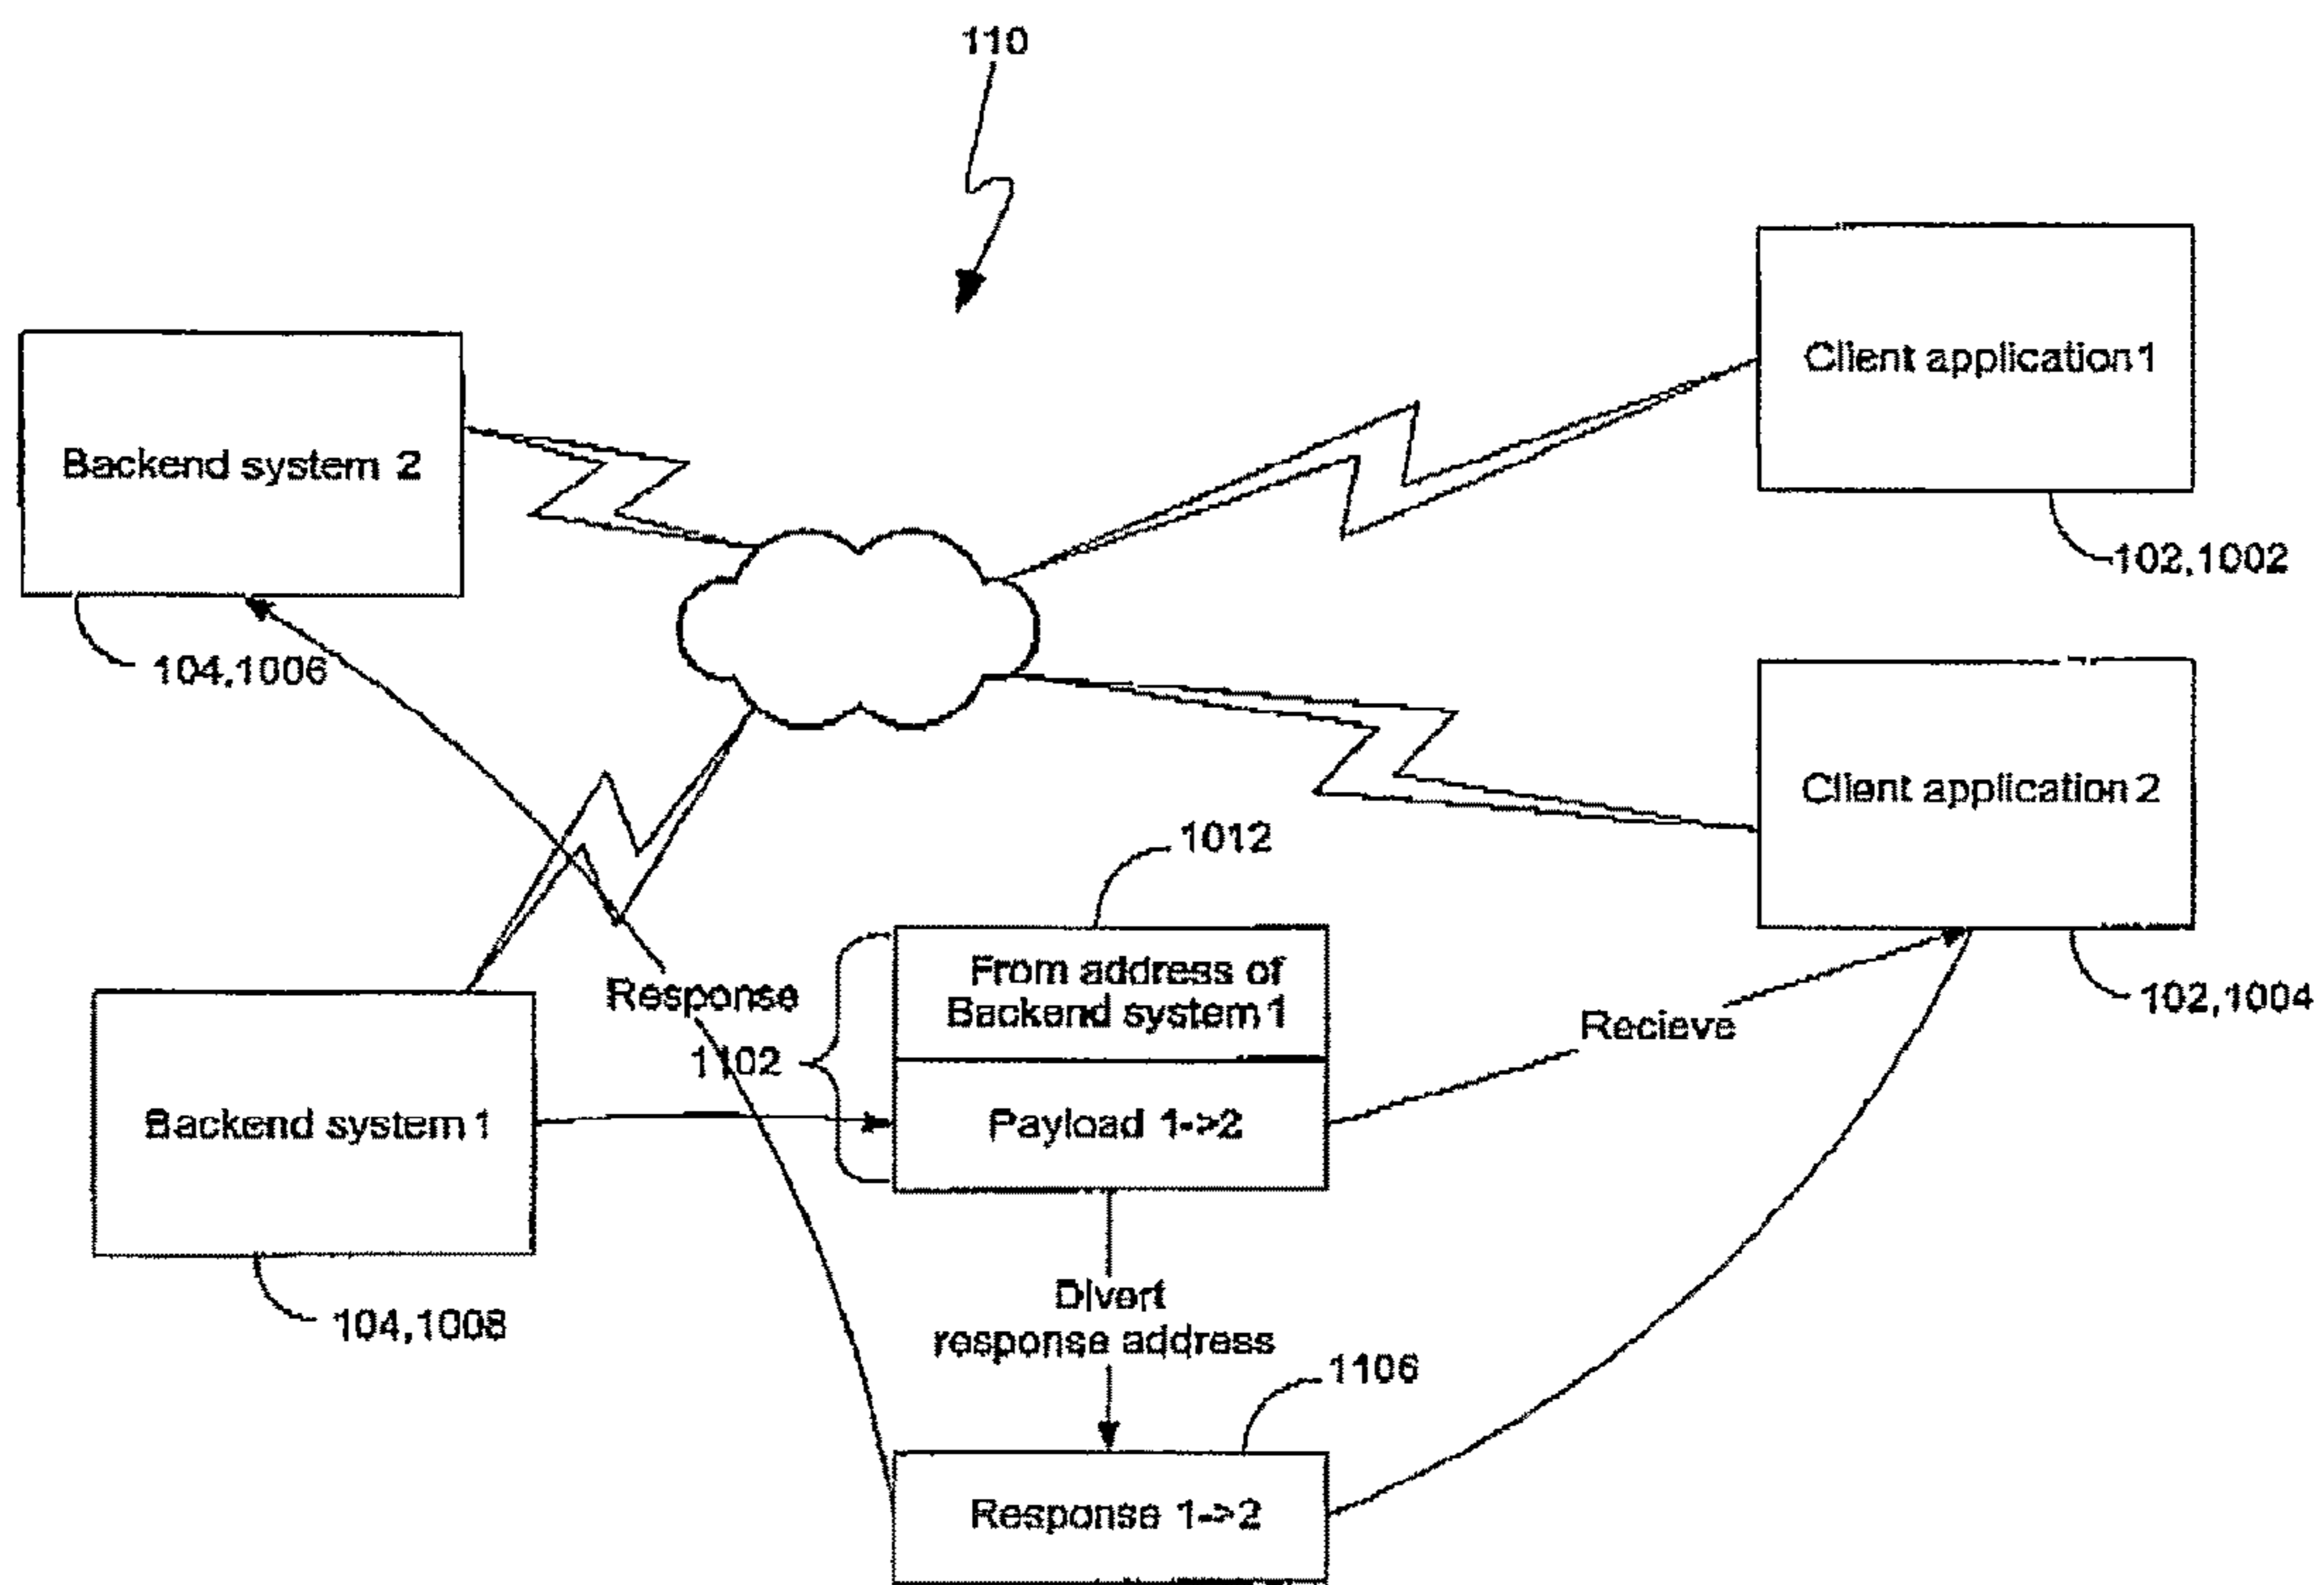 110
Client application 1
Backend system 2
102,1002
104,1006
Client application 2
1012
From address of
Backend system 1
Response
102,1004
Recieve
1102
Backend system 1
Payload 1->2
Divert
response address
104,1008
1106
Response 1->2